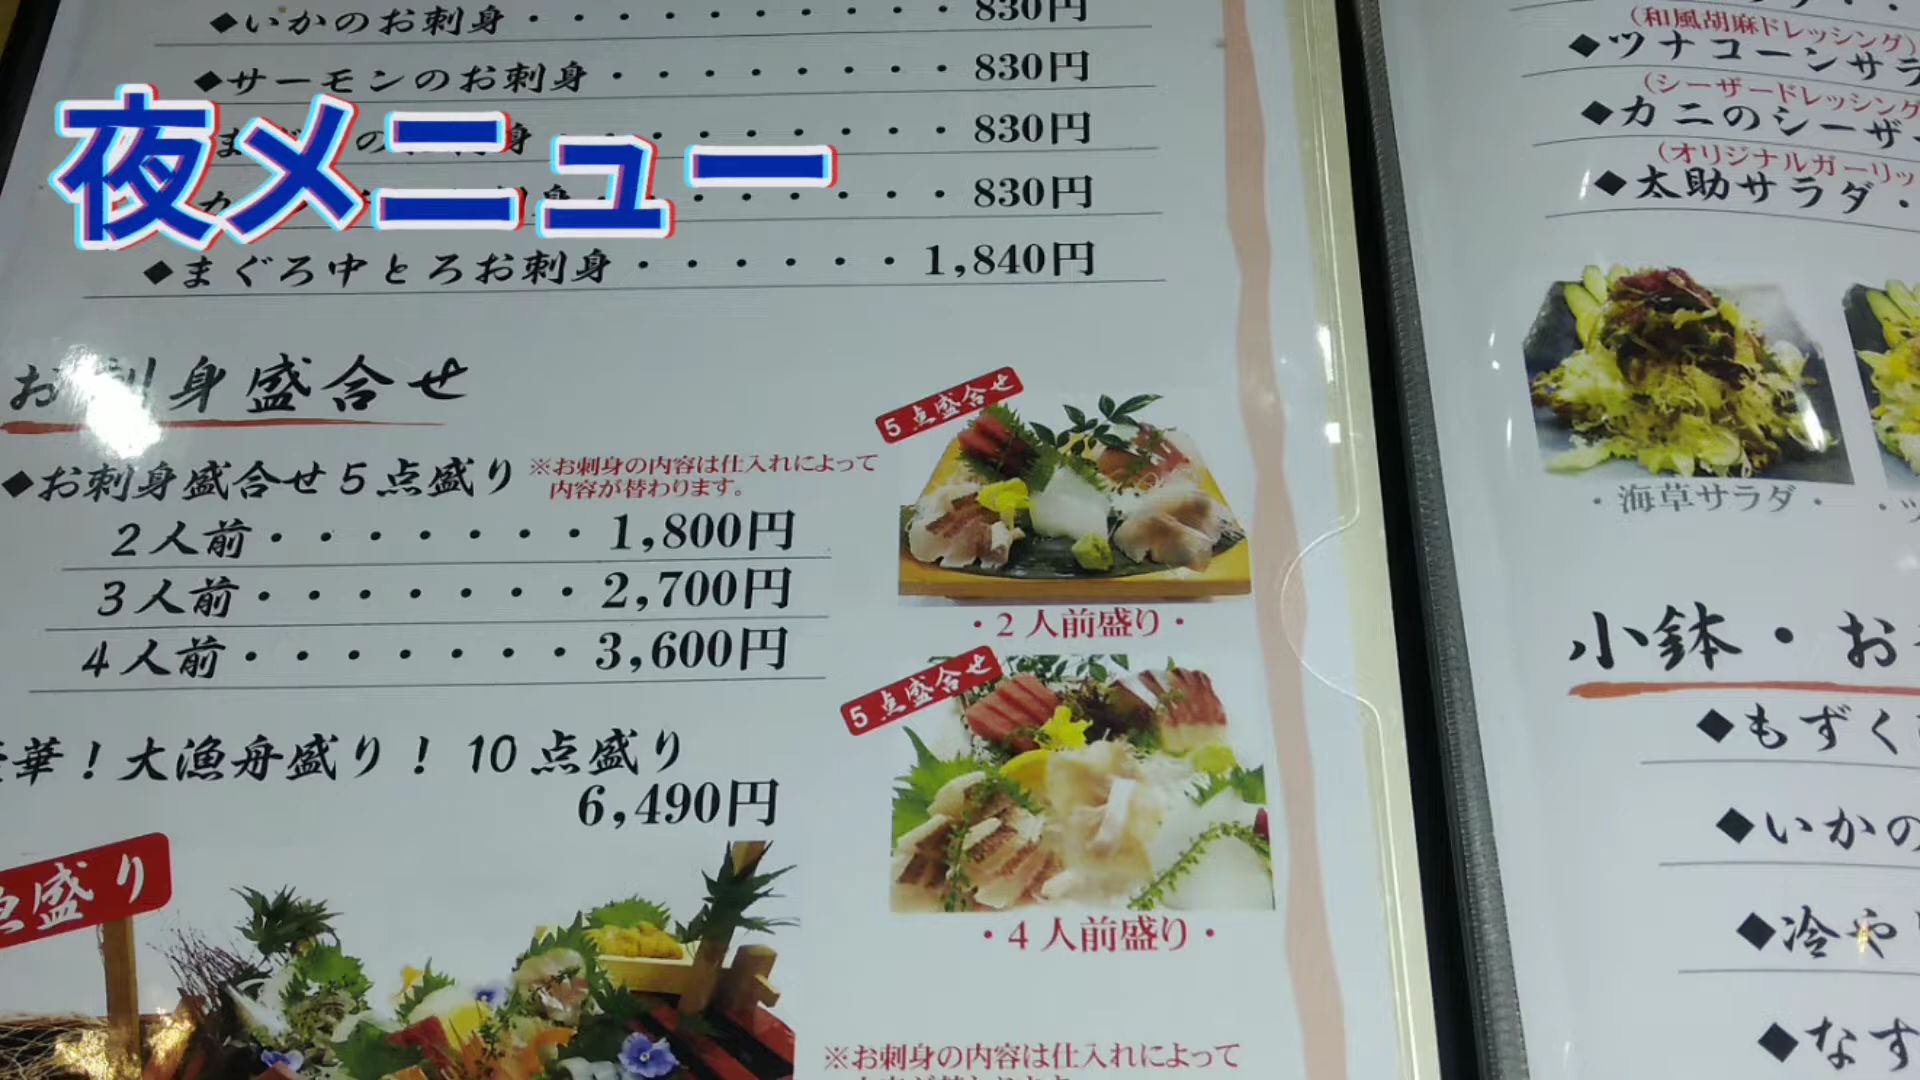 ◆いかのお刺身・・・・・・・・・・830円
◆サーモンのお刺身・・・・・・・・・830円
夜メニュー
830円
830円
◆まぐろ中とろお刺身・・・・・・1,840円
お刺身盛合せ
◆お刺身盛合せ5点盛り
※お刺身の内容は仕入れによって
内容が替わります。
2人前・・・・・・・1,800円
3人前・・・・・・・2,700円
4人前・・・・・・・3,600円
5点盛合せ
・2人前盛り・
5点盛合せ
・4人前盛り・
華!大漁舟盛り!10点盛り
6,490円
点盛り
※お刺身の内容は仕入れによって
(和風胡麻ドレッシング)
◆ツナコーンサラ
(シーザードレッシング
◆カニのシーザ
(オリジナルガーリッ
◆太助サラダ・
・海草サラダ・
小鉢・お
◆もずく
◆いかの
◆冷や
◆なす